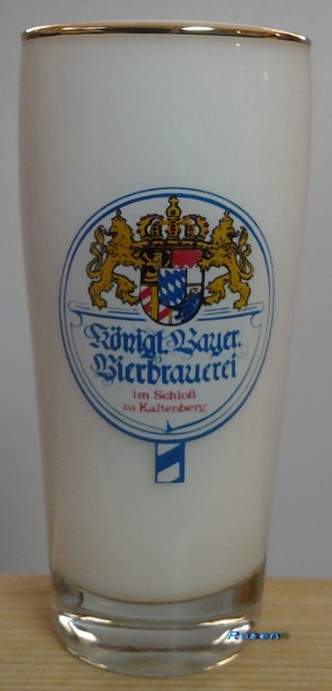 Königl. Bayer.
Bierbrauerei
im Schloß
zu Kaltenberg
Rosen